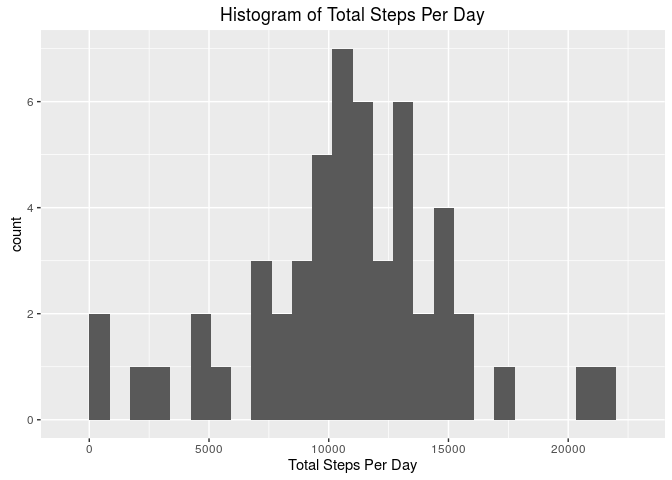 Histogram of Total Steps Per Day
6
4
2
0
count
0 5000 10000 15000 20000
Total Steps Per Day